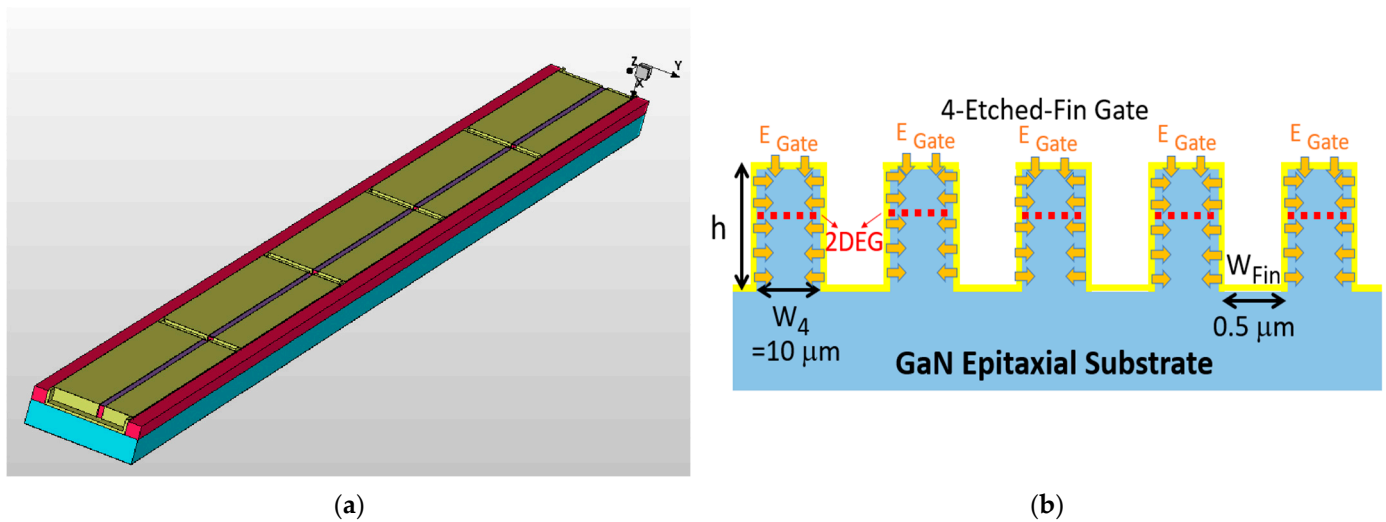 Z
Y
X
4-Etched-Fin Gate
E Gate
E Gate
E Gate
E Gate
E Gate
h
2DEG
W4
=10 μm
WFin
0.5 μm
GaN Epitaxial Substrate
(a)
(b)